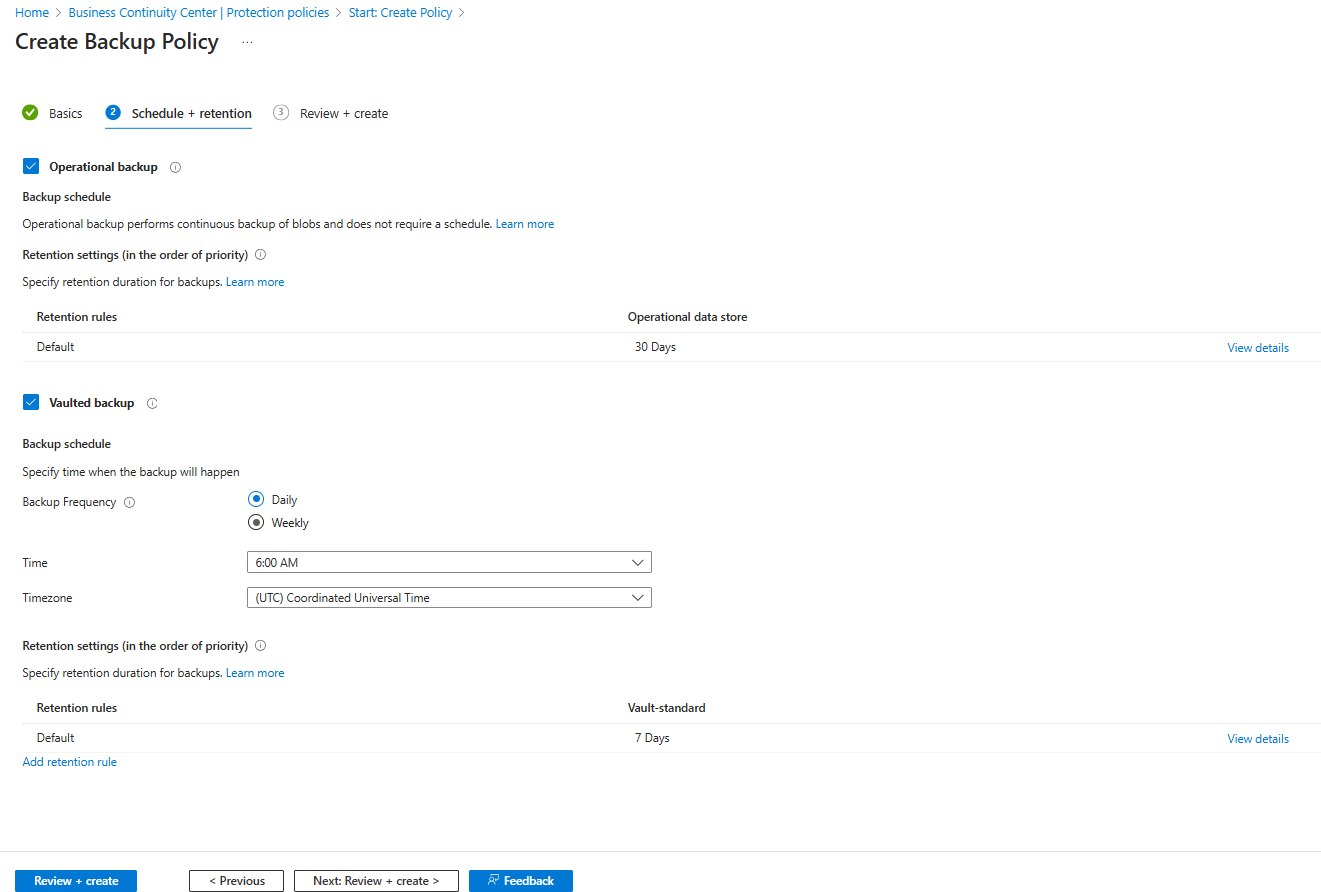 Home > Business Continuity Center | Protection policies > Start: Create Policy >
Create Backup Policy ...
Basics 2 Schedule + retention 3 Review + create
Operational backup
Backup schedule
Operational backup performs continuous backup of blobs and does not require a schedule. Learn more
Retention settings (in the order of priority)
Specify retention duration for backups. Learn more
Retention rules Operational data store
Default 30 Days View details
Vaulted backup
Backup schedule
Specify time when the backup will happen
Backup Frequency Daily
Weekly
Time 6:00 AM
Timezone (UTC) Coordinated Universal Time
Retention settings (in the order of priority)
Specify retention duration for backups. Learn more
Retention rules Vault-standard
Default 7 Days View details
Add retention rule
Review + create < Previous Next: Review + create > Feedback